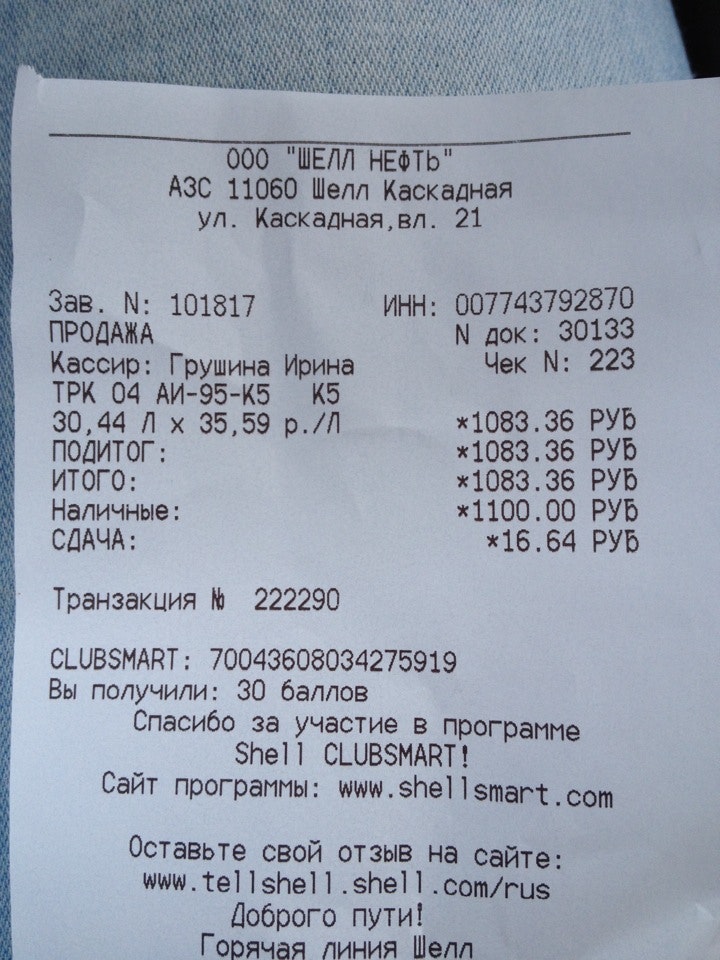 ООО "ШЕЛЛ НЕФТЬ"
АЗС 11060 Шелл Каскадная
ул. Каскадная,вл. 21
Зав. N: 101817 ИНН: 007743792870
ПРОДАЖА N док: 30133
Кассир: Грушина Ирина Чек N: 223
ТРК 04 АИ-95-К5 К5
30,44 Л х 35,59 р./Л *1083.36 РУБ
ПОДИТОГ: *1083.36 РУБ
ИТОГО: *1083.36 РУБ
Наличные: *1100.00 РУБ
СДАЧА: *16.64 РУБ
Транзакция № 222290
CLUBSMART: 70043608034275919
Вы получили: 30 баллов
Спасибо за участие в программе
Shell CLUBSMART!
Сайт программы: www.shellsmart.com
Оставьте свой отзыв на сайте:
www.tellshell.shell.com/rus
Доброго пути!
Горячая линия Шелл